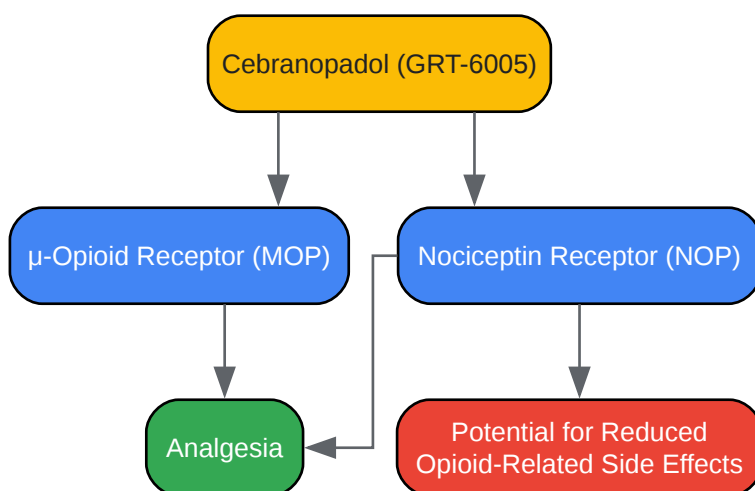 Cebranopadol (GRT-6005)
μ-Opioid Receptor (MOP)
Nociceptin Receptor (NOP)
Analgesia
Potential for Reduced
Opioid-Related Side Effects